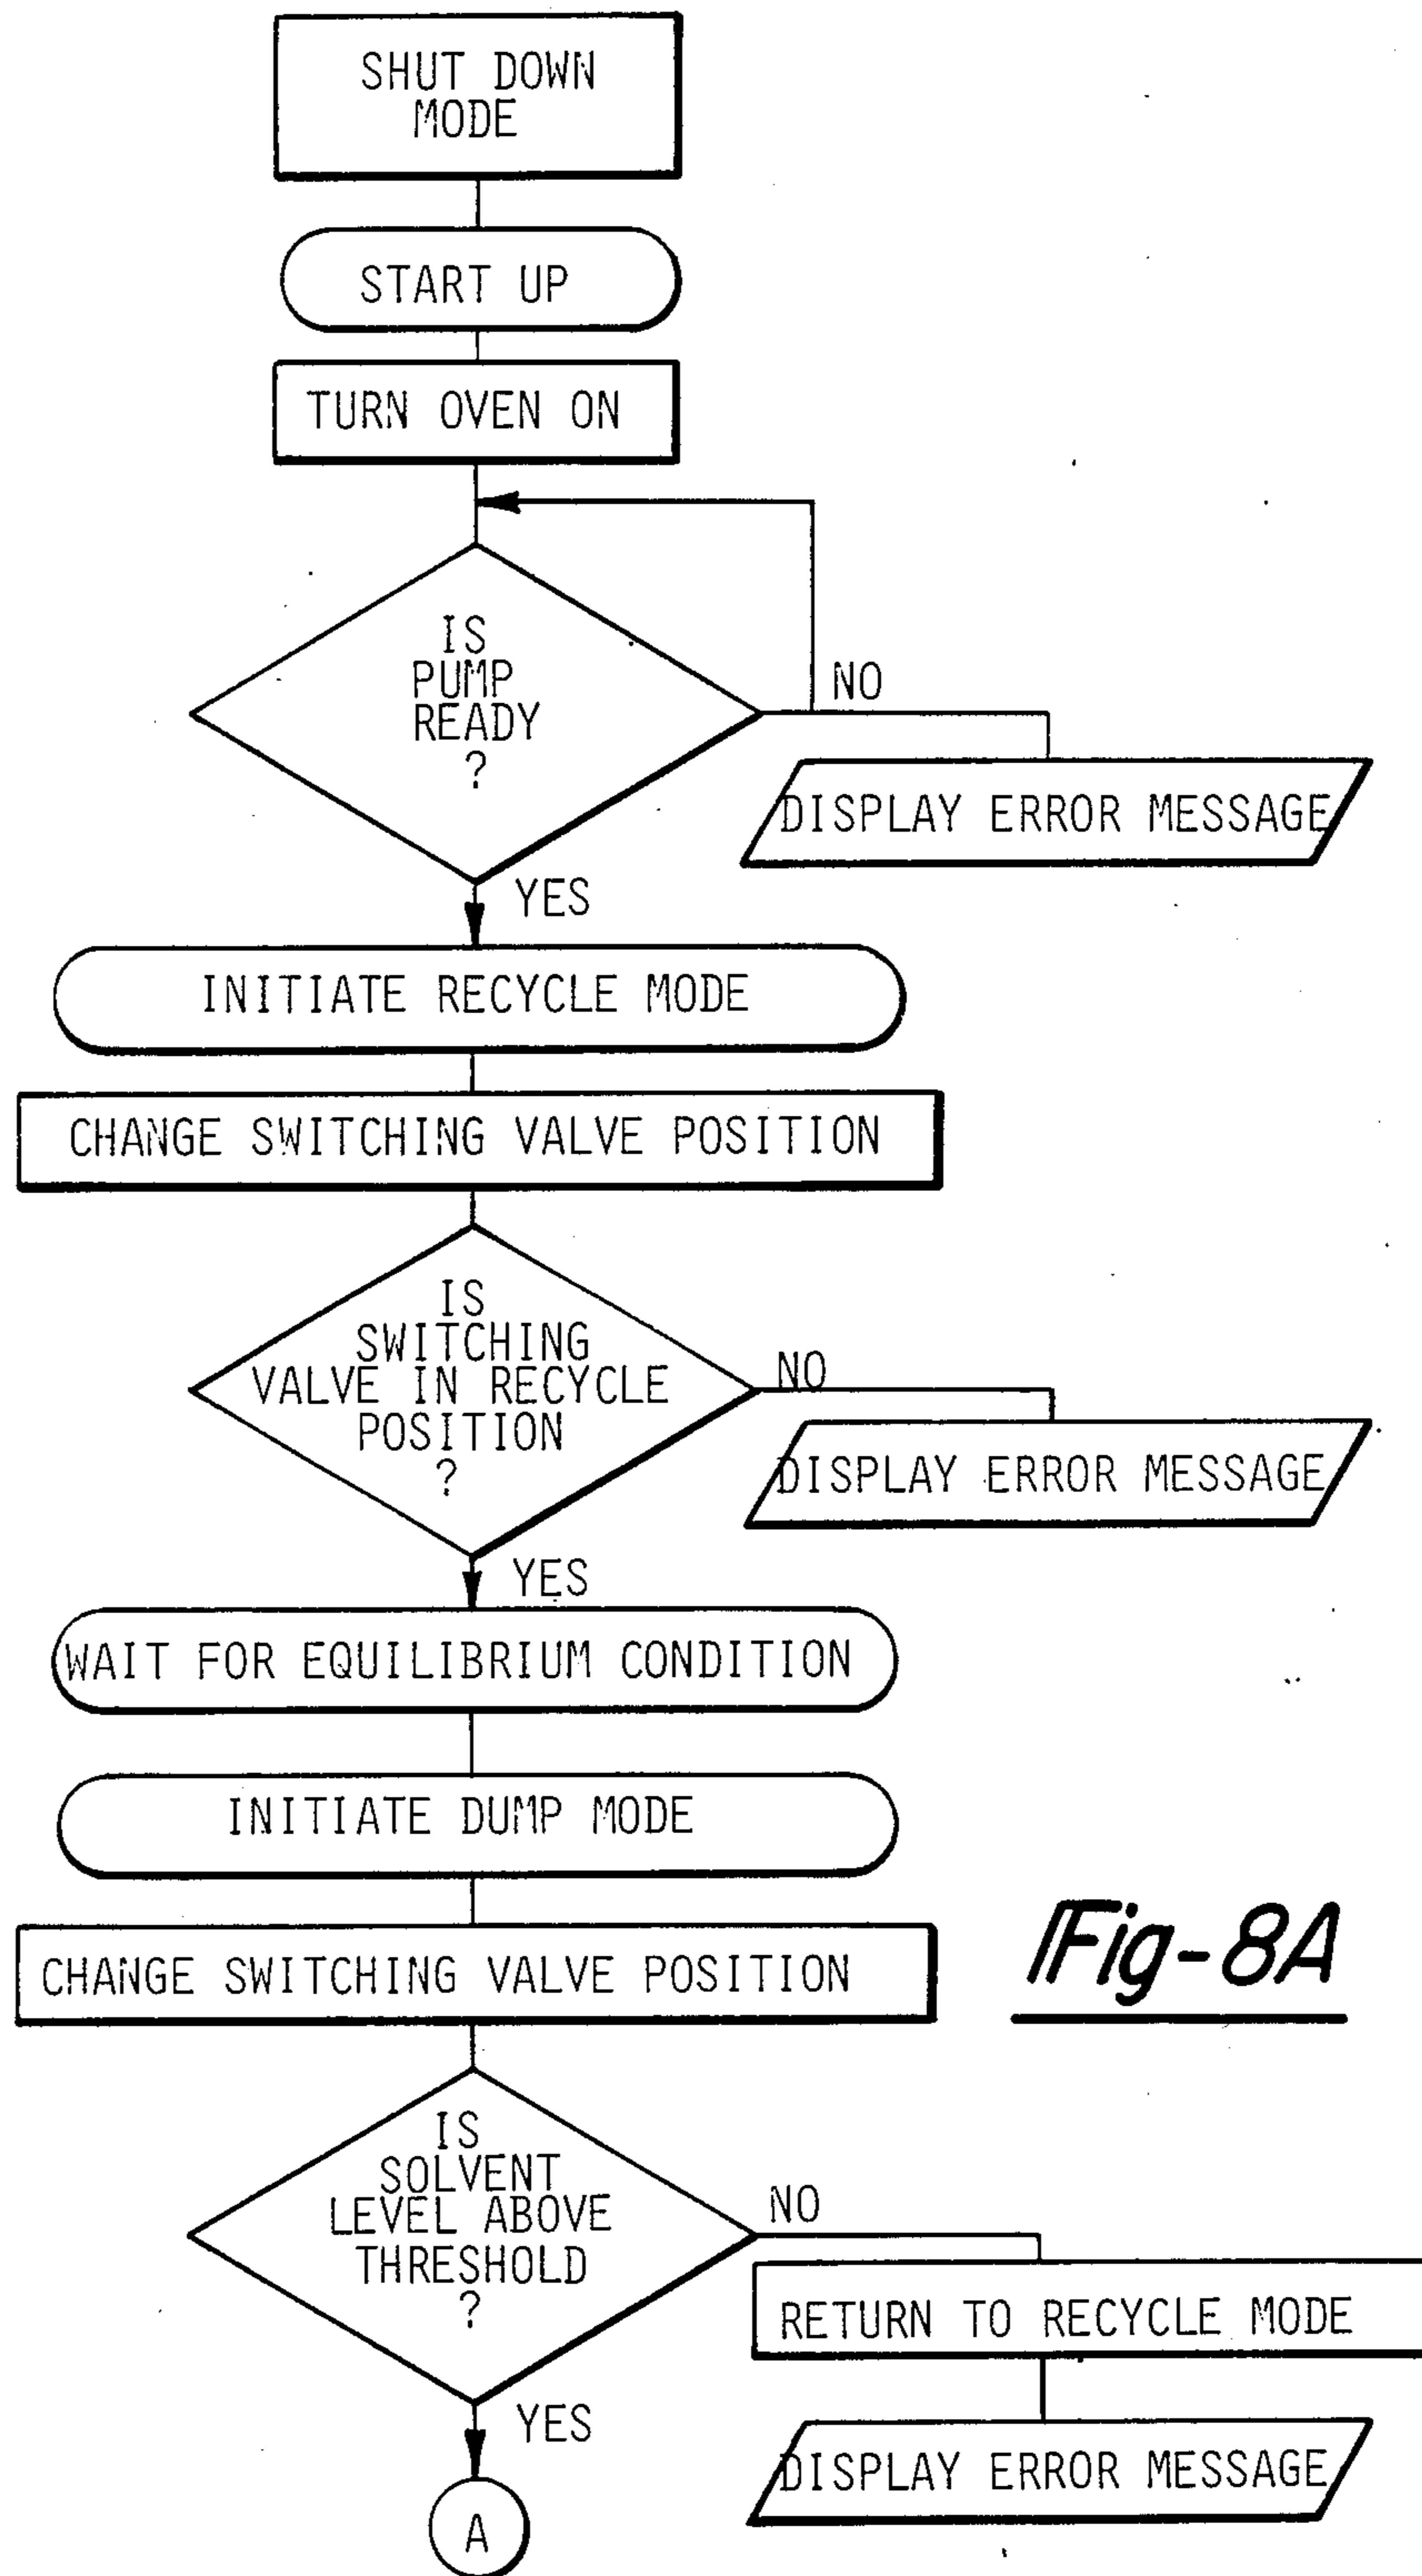 SHUT DOWN
MODE
START UP
TURN OVEN ON
IS
PUMP
READY
?
NO
DISPLAY ERROR MESSAGE
YES
INITIATE RECYCLE MODE
CHANGE SWITCHING VALVE POSITION
IS
SWITCHING
VALVE IN RECYCLE
POSITION
?
NO
DISPLAY ERROR MESSAGE
YES
WAIT FOR EQUILIBRIUM CONDITION
INITIATE DUMP MODE
CHANGE SWITCHING VALVE POSITION
Fig-8A
IS
SOLVENT
LEVEL ABOVE
THRESHOLD
?
NO
RETURN TO RECYCLE MODE
DISPLAY ERROR MESSAGE
YES
A